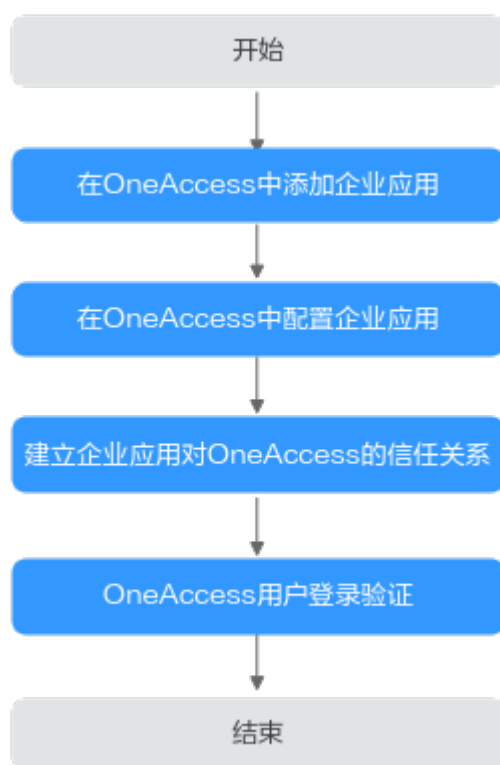 开始
在OneAccess中添加企业应用
在OneAccess中配置企业应用
建立企业应用对OneAccess的信任关系
OneAccess用户登录验证
结束